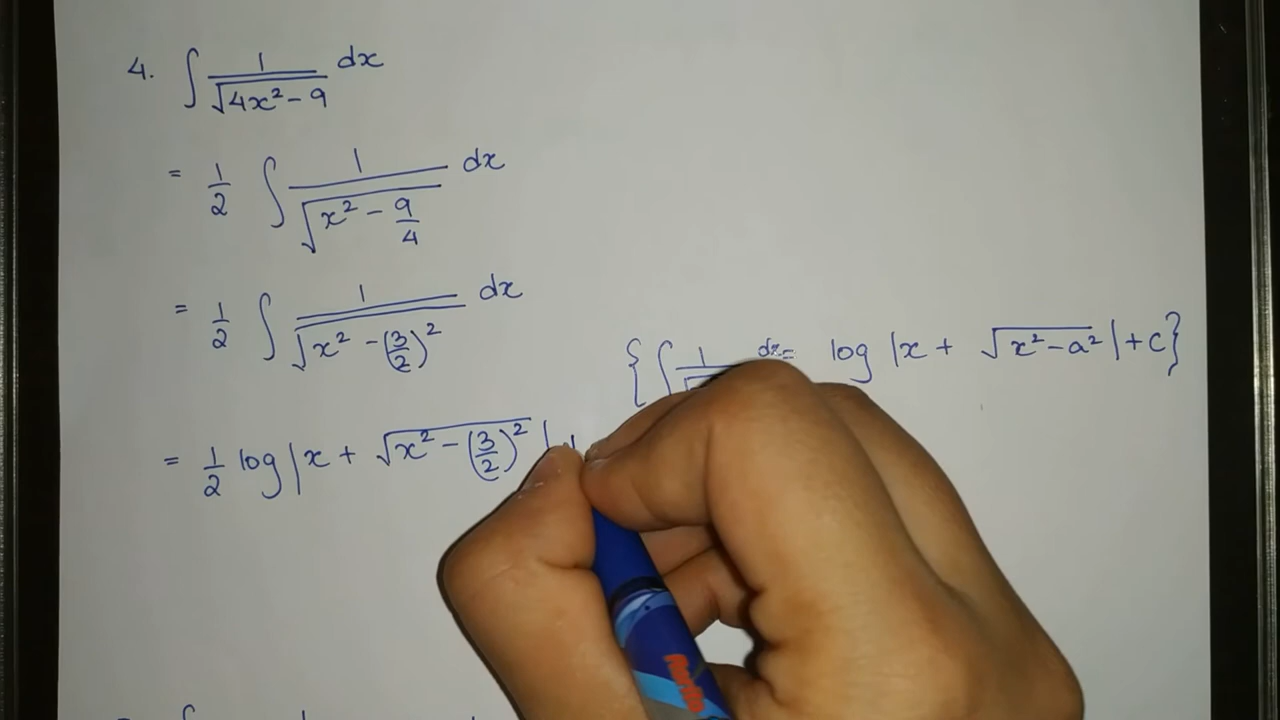 4. ∫ 1/√(4x² - 9) dx
= 1/2 ∫ 1/√(x² - 9/4) dx
= 1/2 ∫ 1/√(x² - (3/2)²) dx
{∫ 1/√ dx = log |x + √(x² - a²)| + c}
= 1/2 log |x + √(x² - (3/2)²)| +